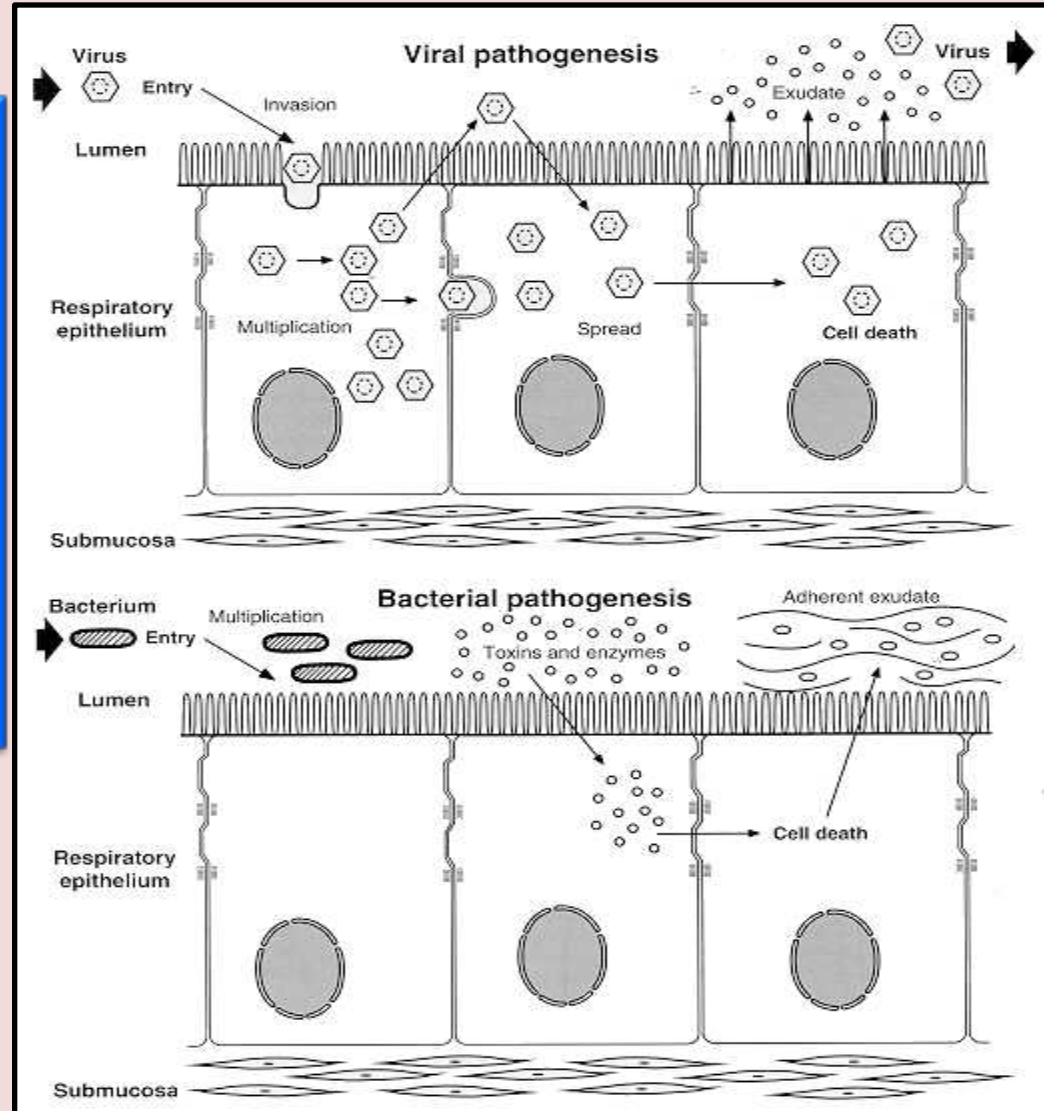 Viral pathogenesis
Virus
Entry
Invasion
Exudate
Virus
Lumen
Respiratory
epithelium
Multiplication
Spread
Cell death
Submucosa
Bacterial pathogenesis
Bacterium
Entry
Multiplication
Toxins and enzymes
Adherent exudate
Lumen
Cell death
Respiratory
epithelium
Submucosa